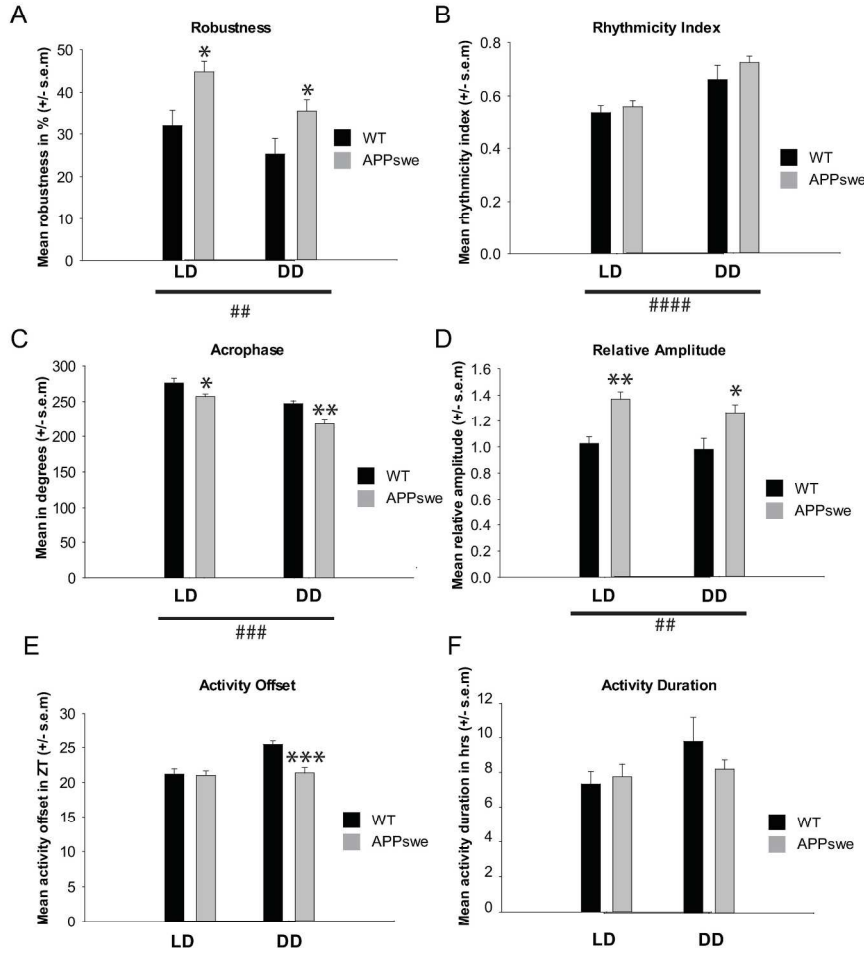 A
Robustness
Mean robustness in % (+/- s.e.m)
50
40
30
20
10
0
*
*
WT
APPswe
LD DD
##
B
Rhythmicity Index
Mean rhythmicity index (+/- s.e.m)
0.8
0.6
0.4
0.2
0.0
WT
APPswe
LD DD
####
C
Acrophase
Mean in degrees (+/- s.e.m)
300
250
200
150
100
50
0
*
**
WT
APPswe
LD DD
###
D
Relative Amplitude
Mean relative amplitude (+/- s.e.m)
1.6
1.4
1.2
1.0
0.8
0.6
0.4
0.2
0.0
**
*
WT
APPswe
LD DD
##
E
Activity Offset
Mean activity offset in ZT (+/- s.e.m)
30
25
20
15
10
5
0
***
WT
APPswe
LD DD
F
Activity Duration
Mean activity duration in hrs (+/- s.e.m)
12
10
8
6
4
2
0
WT
APPswe
LD DD